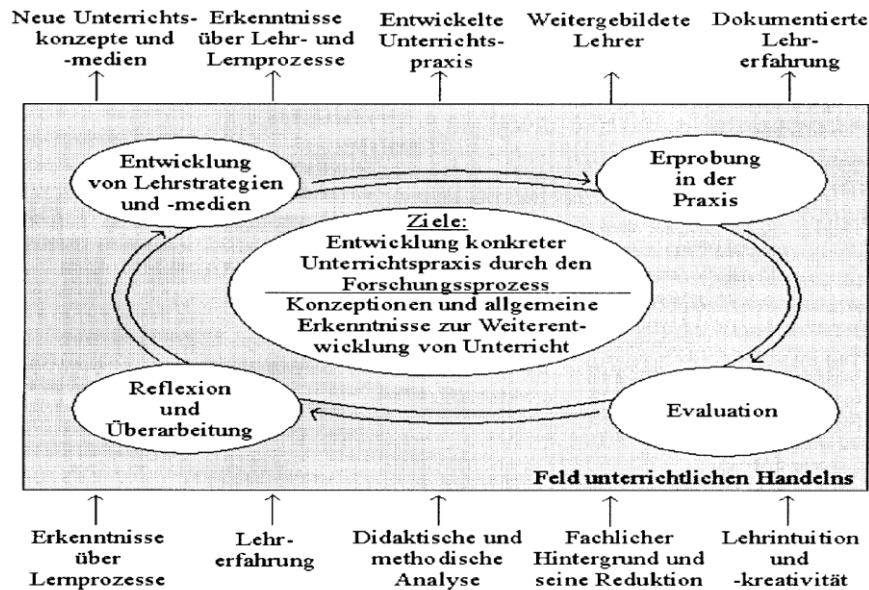 Neue Unterrichts-
konzepte und
-medien
Erkenntnisse
über Lehr- und
Lernprozesse
Entwickelte
Unterrichts-
praxis
Weitergebildete
Lehrer
Dokumentierte
Lehr-
erfahrung
Entwicklung
von Lehrstrategien
und -medien
Erprobung
in der
Praxis
Ziele:
Entwicklung konkreter
Unterrichtspraxis durch den
Forschungssprozess
Konzeptionen und allgemeine
Erkenntnisse zur Weiterent-
wicklung von Unterricht
Reflexion
und
Überarbeitung
Evaluation
Feld unterrichtlichen Handelns
Erkenntnisse
über
Lernprozesse
Lehr-
erfahrung
Didaktische und
methodische
Analyse
Fachlicher
Hintergrund und
seine Reduktion
Lehrintuition
und
-kreativität